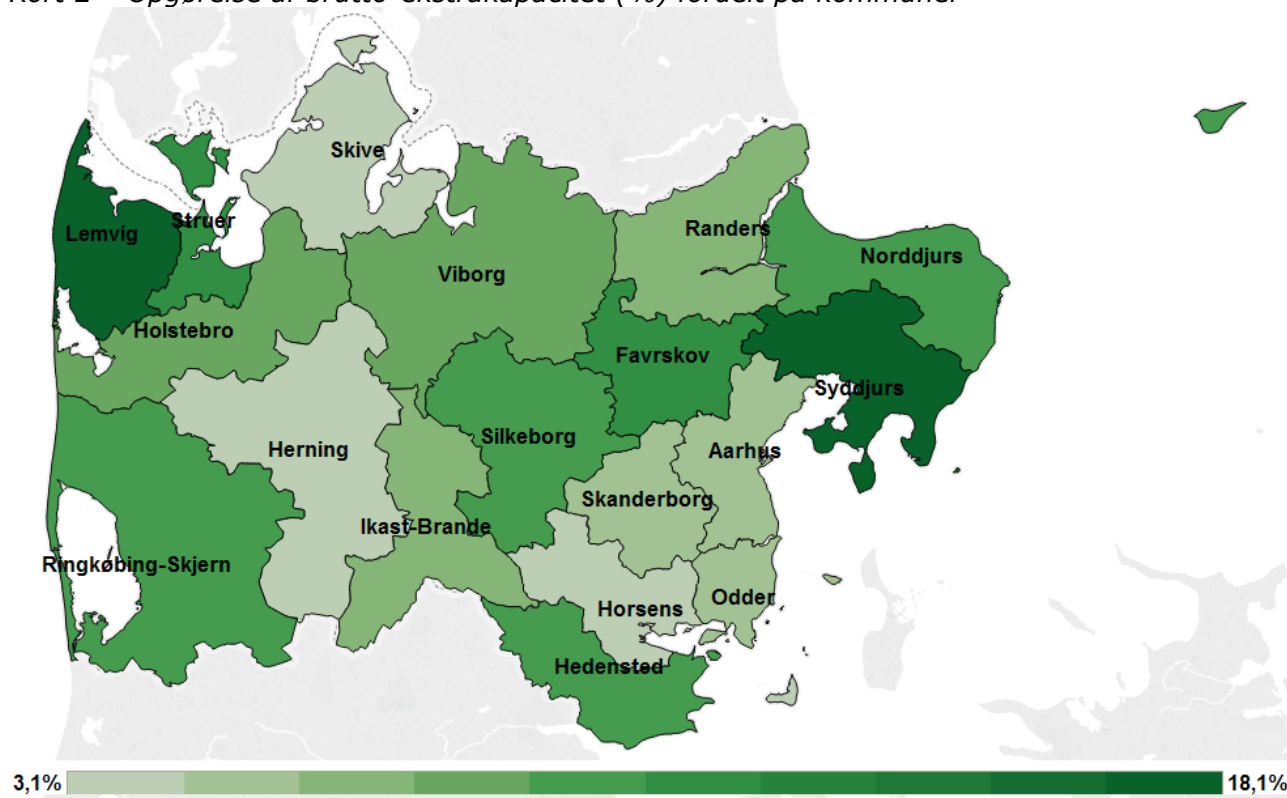 Skive
Struer
Lemvig
Randers
Norddjurs
Viborg
Holstebro
Favrskov
Syddjurs
Silkeborg
Herning
Aarhus
Skanderborg
Ikast-Brande
Ringkøbing-Skjern
Horsens
Odder
Hedensted
3,1%
18,1%